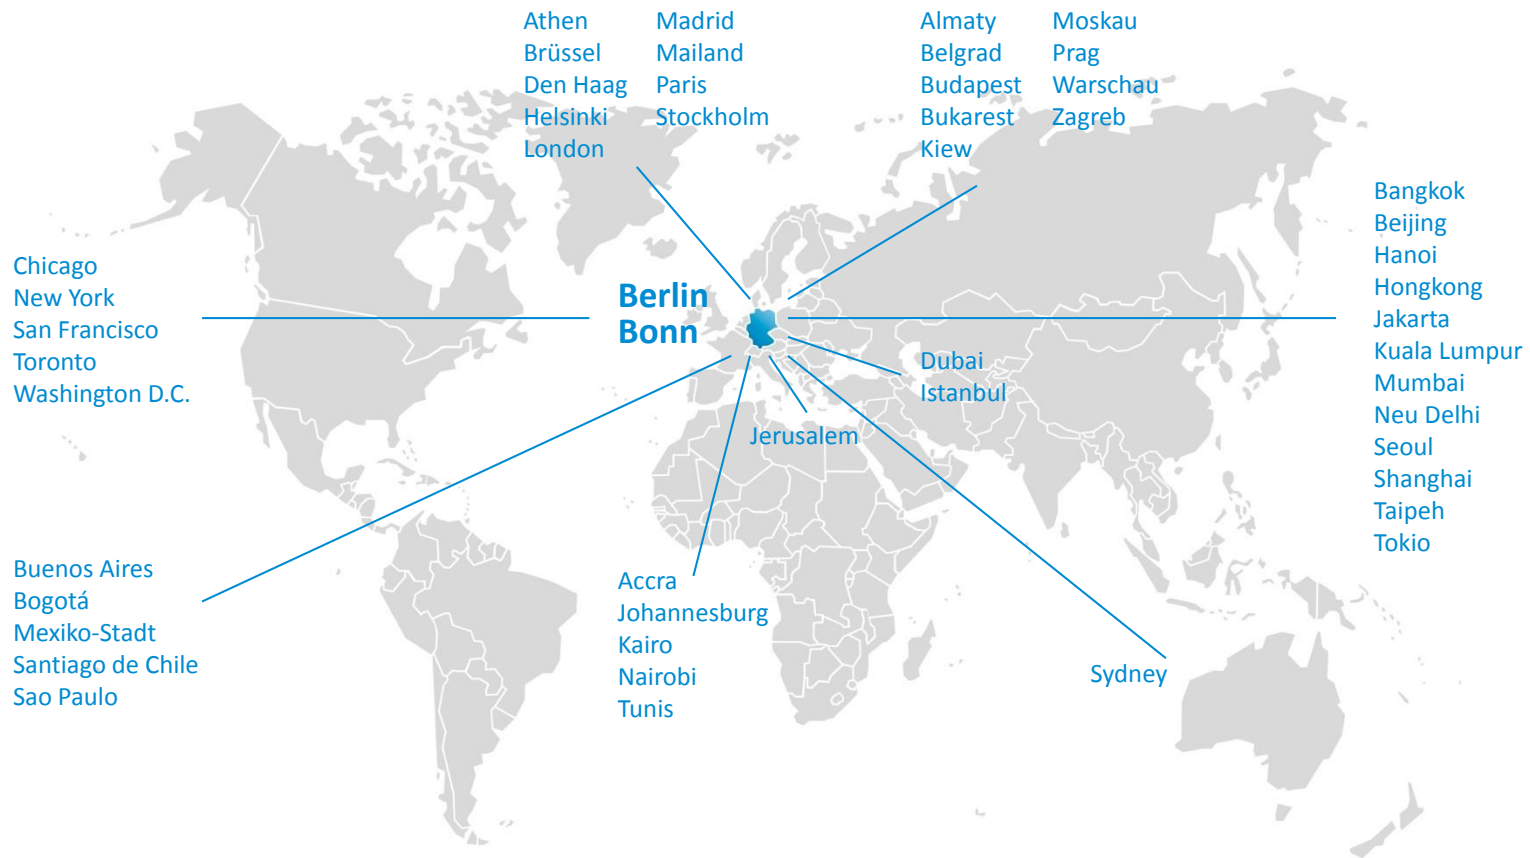 Athen
Brüssel
Den Haag
Helsinki
London
Madrid
Mailand
Paris
Stockholm
Almaty
Belgrad
Budapest
Bukarest
Kiew
Moskau
Prag
Warschau
Zagreb
Chicago
New York
San Francisco
Toronto
Washington D.C.
Berlin
Bonn
Bangkok
Beijing
Hanoi
Hongkong
Jakarta
Kuala Lumpur
Mumbai
Neu Delhi
Seoul
Shanghai
Taipeh
Tokio
Dubai
Istanbul
Jerusalem
Buenos Aires
Bogotá
Mexiko-Stadt
Santiago de Chile
Sao Paulo
Accra
Johannesburg
Kairo
Nairobi
Tunis
Sydney